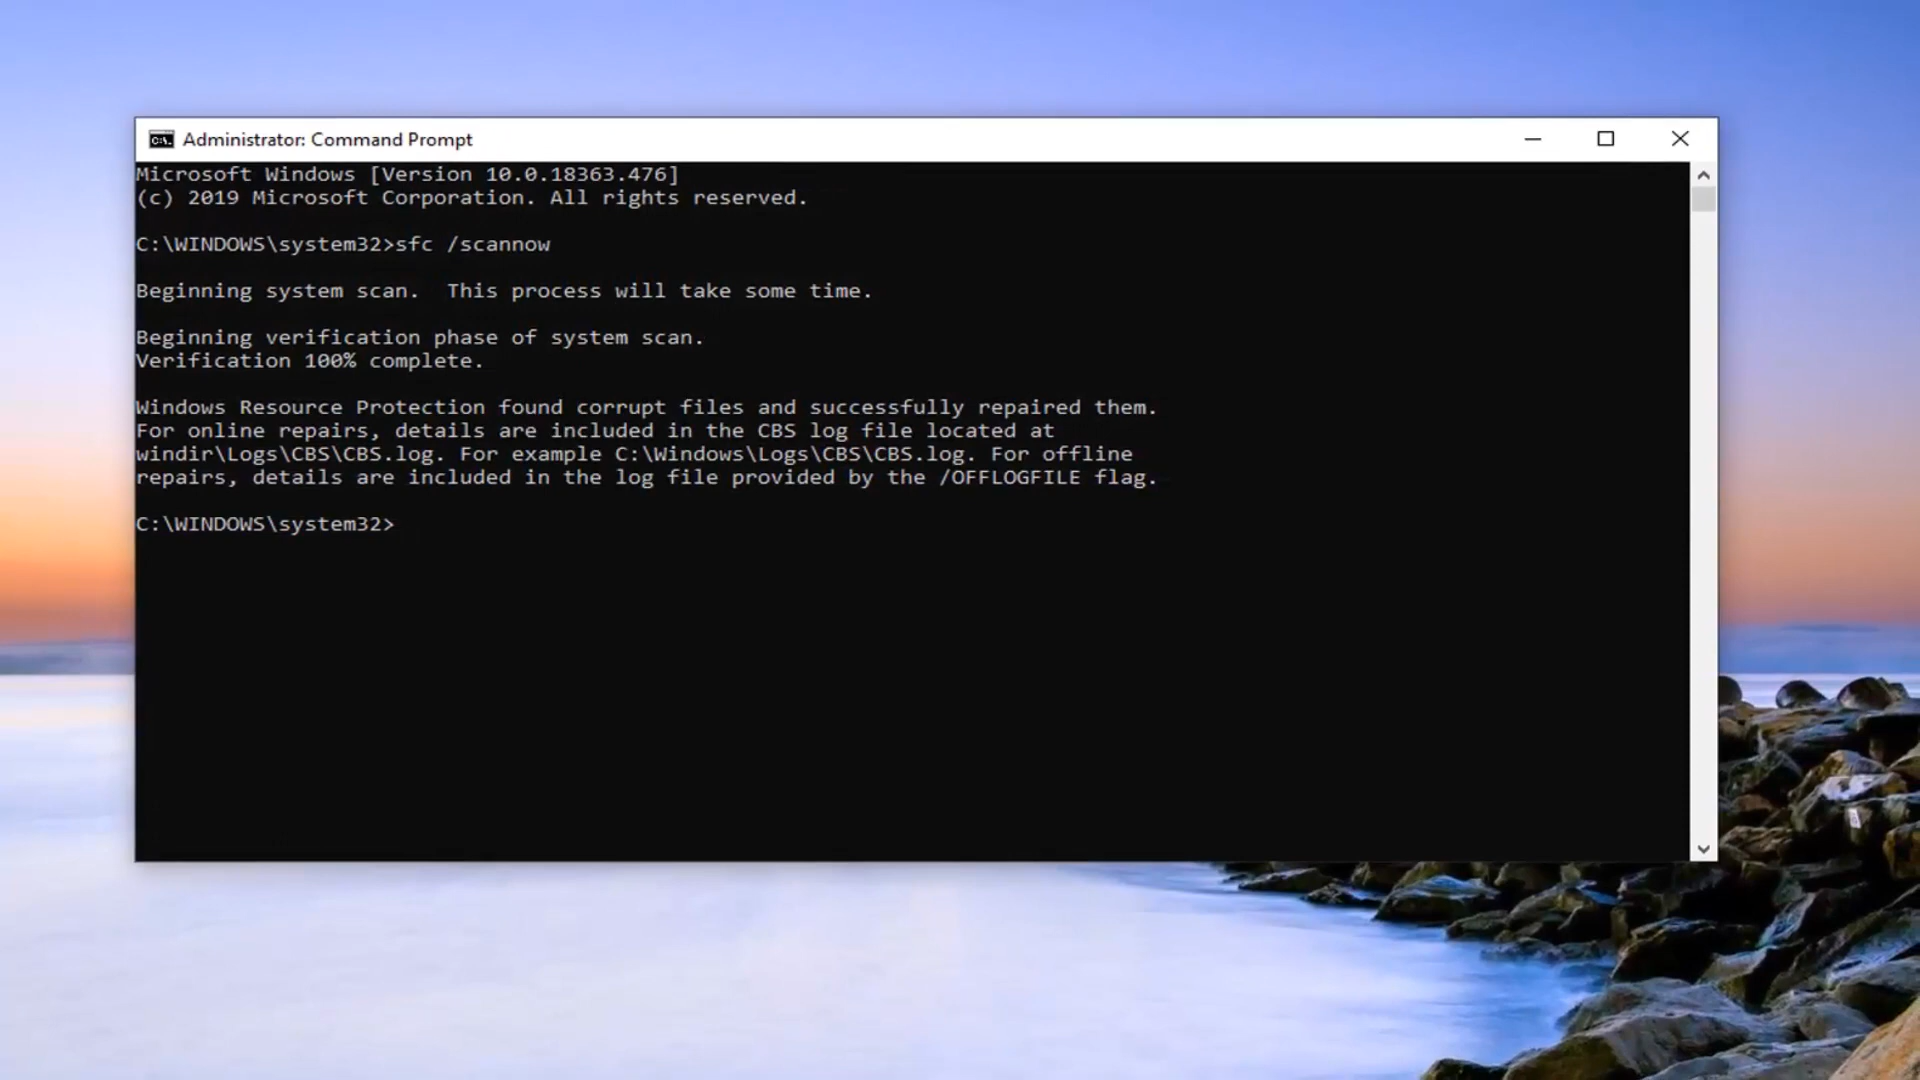 Administrator: Command Prompt
Microsoft Windows [Version 10.0.18363.476]
(c) 2019 Microsoft Corporation. All rights reserved.
C:\WINDOWS\system32>sfc /scannow
Beginning system scan.  This process will take some time.
Beginning verification phase of system scan.
Verification 100% complete.
Windows Resource Protection found corrupt files and successfully repaired them.
For online repairs, details are included in the CBS log file located at
windir\Logs\CBS\CBS.log. For example C:\Windows\Logs\CBS\CBS.log. For offline
repairs, details are included in the log file provided by the /OFFLOGFILE flag.
C:\WINDOWS\system32>